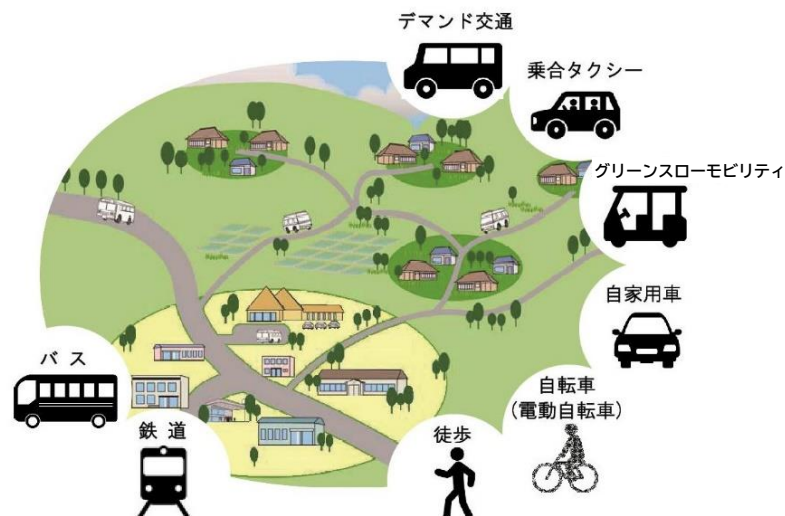 デマンド交通
乗合タクシー
グリーンスローモビリティ
自家用車
自転車
(電動自転車)
徒歩
鉄 道
バ ス